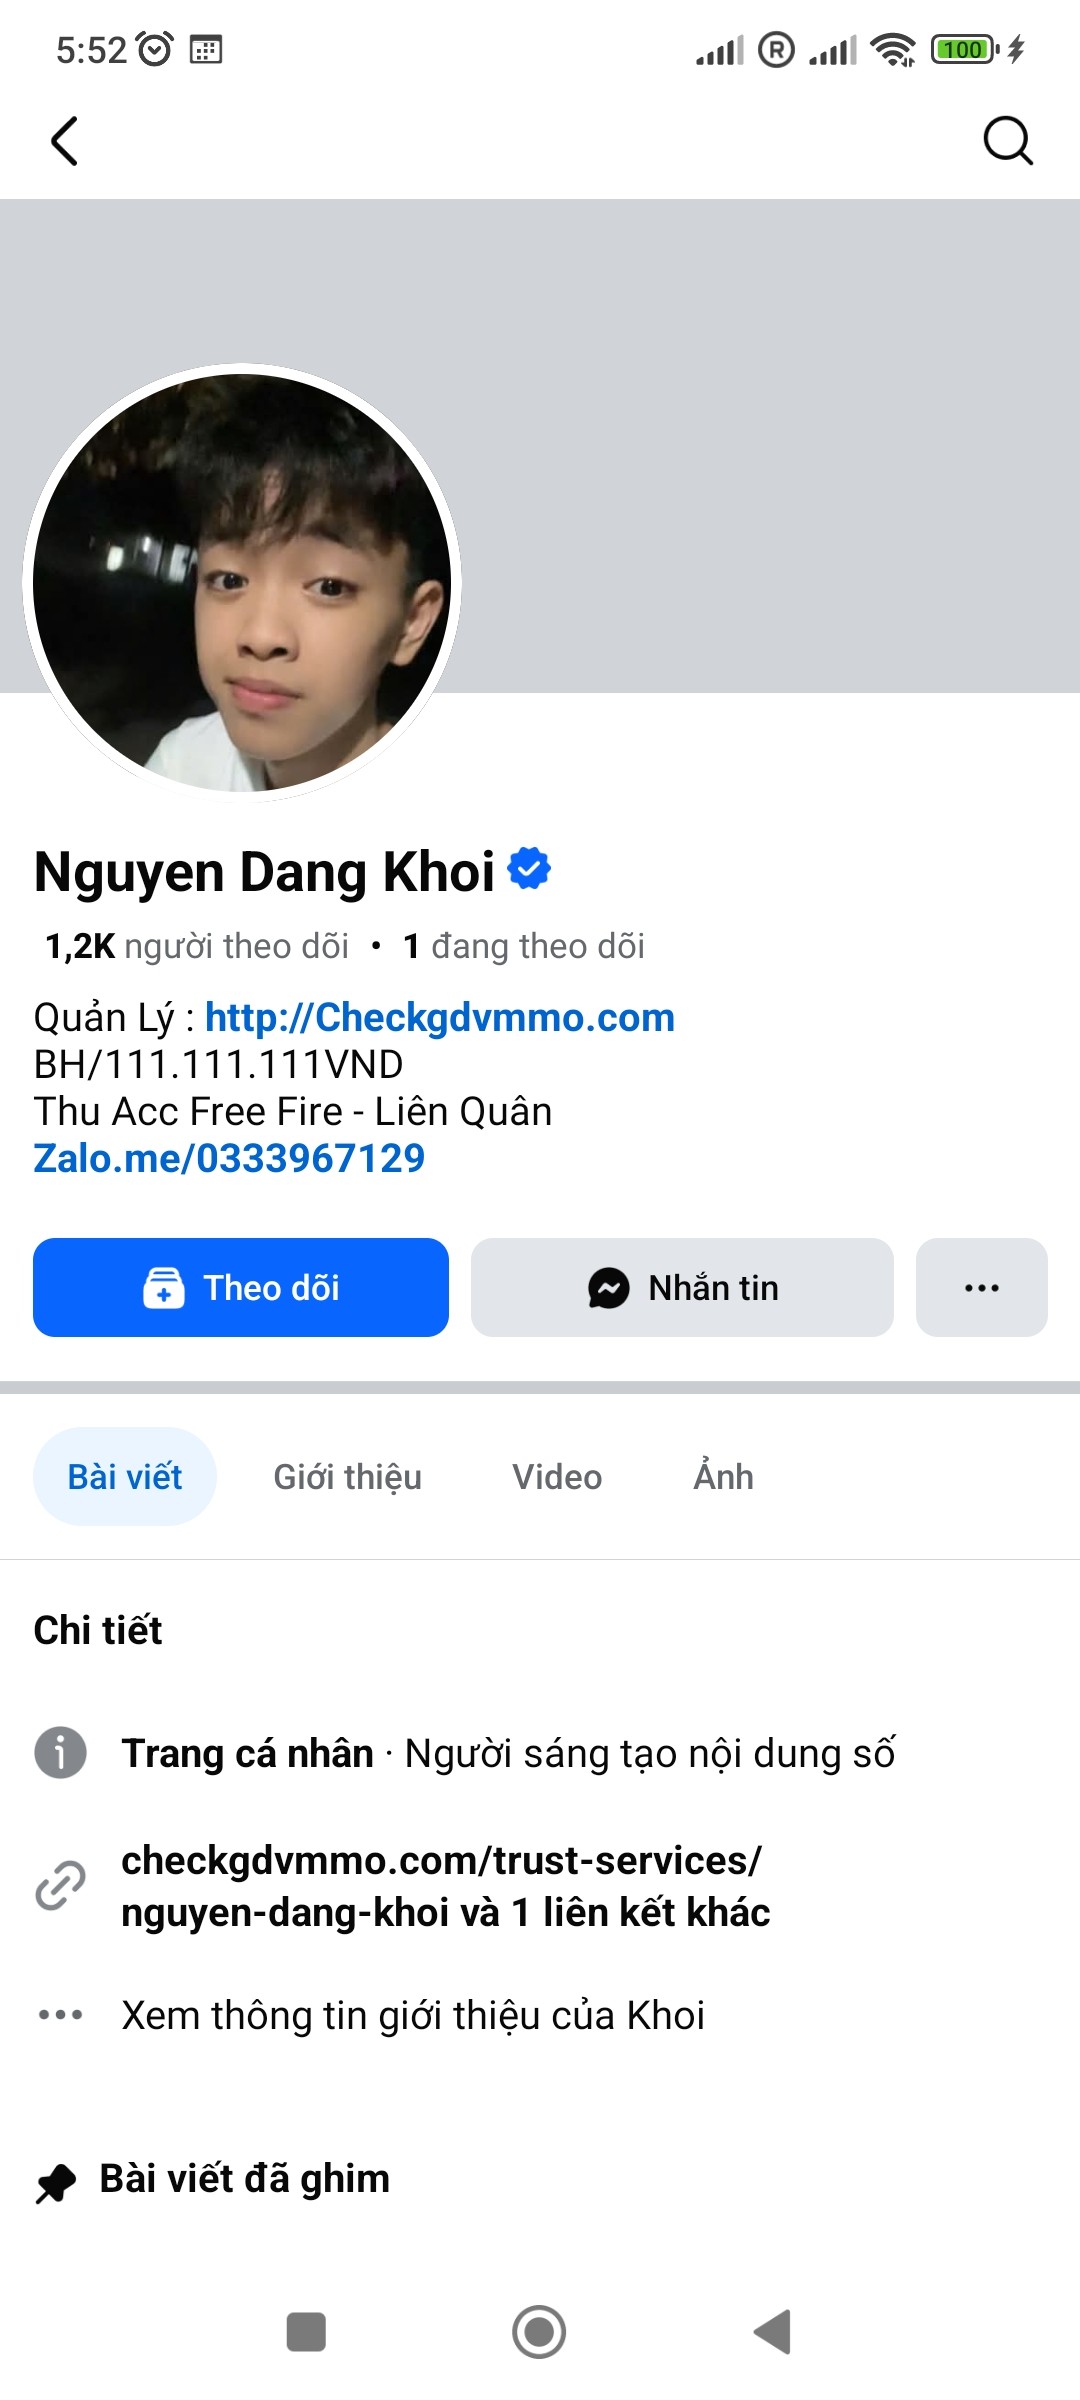 5:52
R
100
Nguyen Dang Khoi
1,2K người theo dõi • 1 đang theo dõi
Quản Lý : http://Checkgdvmmo.com
BH/111.111.111VND
Thu Acc Free Fire - Liên Quân
Zalo.me/0333967129
Theo dõi
Nhắn tin
Bài viết
Giới thiệu
Video
Ảnh
Chi tiết
Trang cá nhân · Người sáng tạo nội dung số
checkgdvmmo.com/trust-services/
nguyen-dang-khoi và 1 liên kết khác
Xem thông tin giới thiệu của Khoi
Bài viết đã ghim